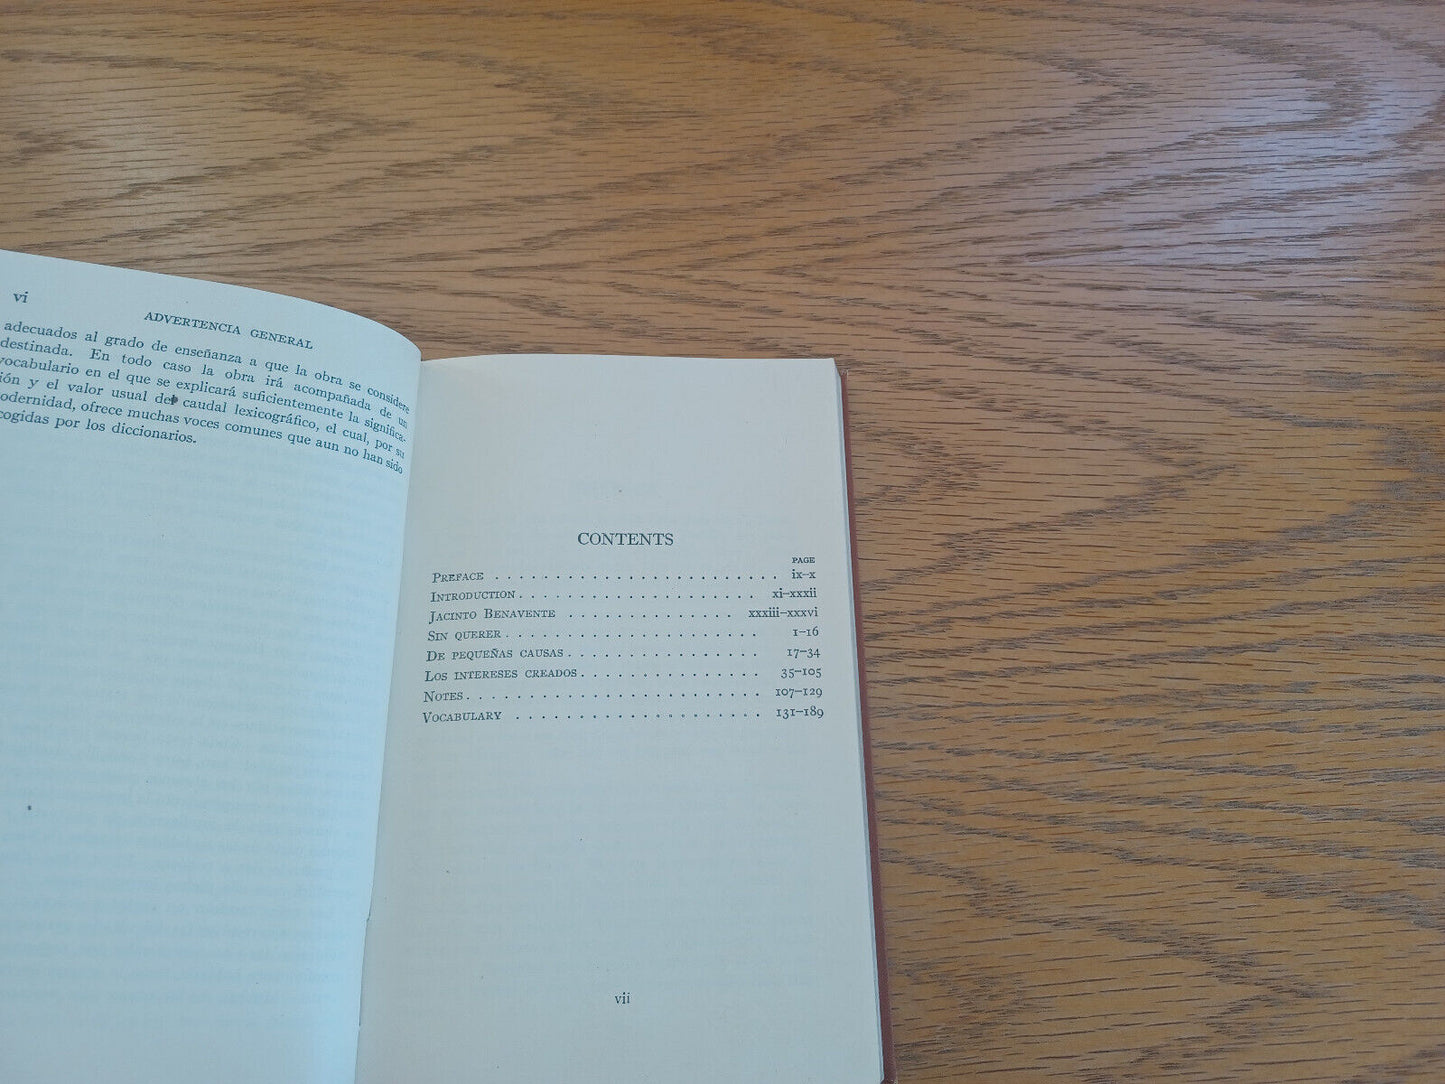 vi
ADVERTENCIA GENERAL
adecuados al grado de enseñanza a que la obra se considere
destinada. En todo caso la obra irá acompañada de un
vocabulario en el que se explicará suficientemente la significa-
ión y el valor usual de caudal lexicográfico, el cual, por su
odernidad, ofrece muchas voces comunes que aun no han sido
cogidas por los diccionarios.
CONTENTS
PAGE
PREFACE . . . . . . . . . . . . . . . . . . . . . . . . ix–x
INTRODUCTION . . . . . . . . . . . . . . . . . . . . xi–xxxii
JACINTO BENAVENTE . . . . . . . . . . . . . . xxxiii–xxxvi
SIN QUERER . . . . . . . . . . . . . . . . . . . . . 1–16
DE PEQUEÑAS CAUSAS . . . . . . . . . . . . . . . . 17–34
LOS INTERESES CREADOS . . . . . . . . . . . . . . . 35–105
NOTES . . . . . . . . . . . . . . . . . . . . . . . . 107–129
VOCABULARY . . . . . . . . . . . . . . . . . . . . . 131–189
vii